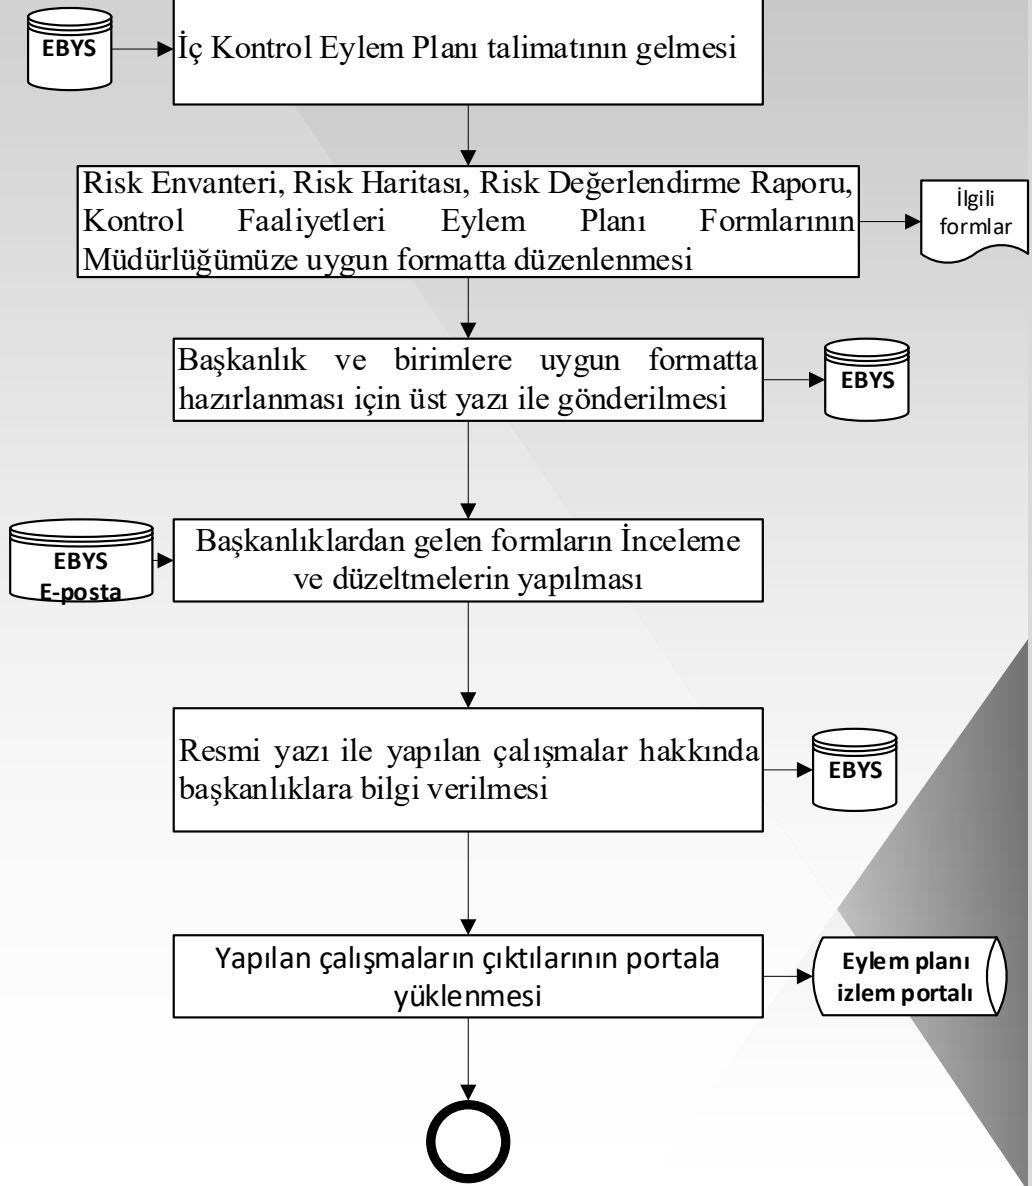 EBYS
İç Kontrol Eylem Planı talimatının gelmesi
Risk Envanteri, Risk Haritası, Risk Değerlendirme Raporu,
Kontrol Faaliyetleri Eylem Planı Formlarının
Müdürlüğümüze uygun formatta düzenlenmesi
İlgili
formlar
Başkanlık ve birimlere uygun formatta
hazırlanması için üst yazı ile gönderilmesi
EBYS
EBYS
E-posta
Başkanlıklardan gelen formların İnceleme
ve düzeltmelerin yapılması
Resmi yazı ile yapılan çalışmalar hakkında
başkanlıklara bilgi verilmesi
EBYS
Yapılan çalışmaların çıktılarının portala
yüklenmesi
Eylem planı
izlem portalı